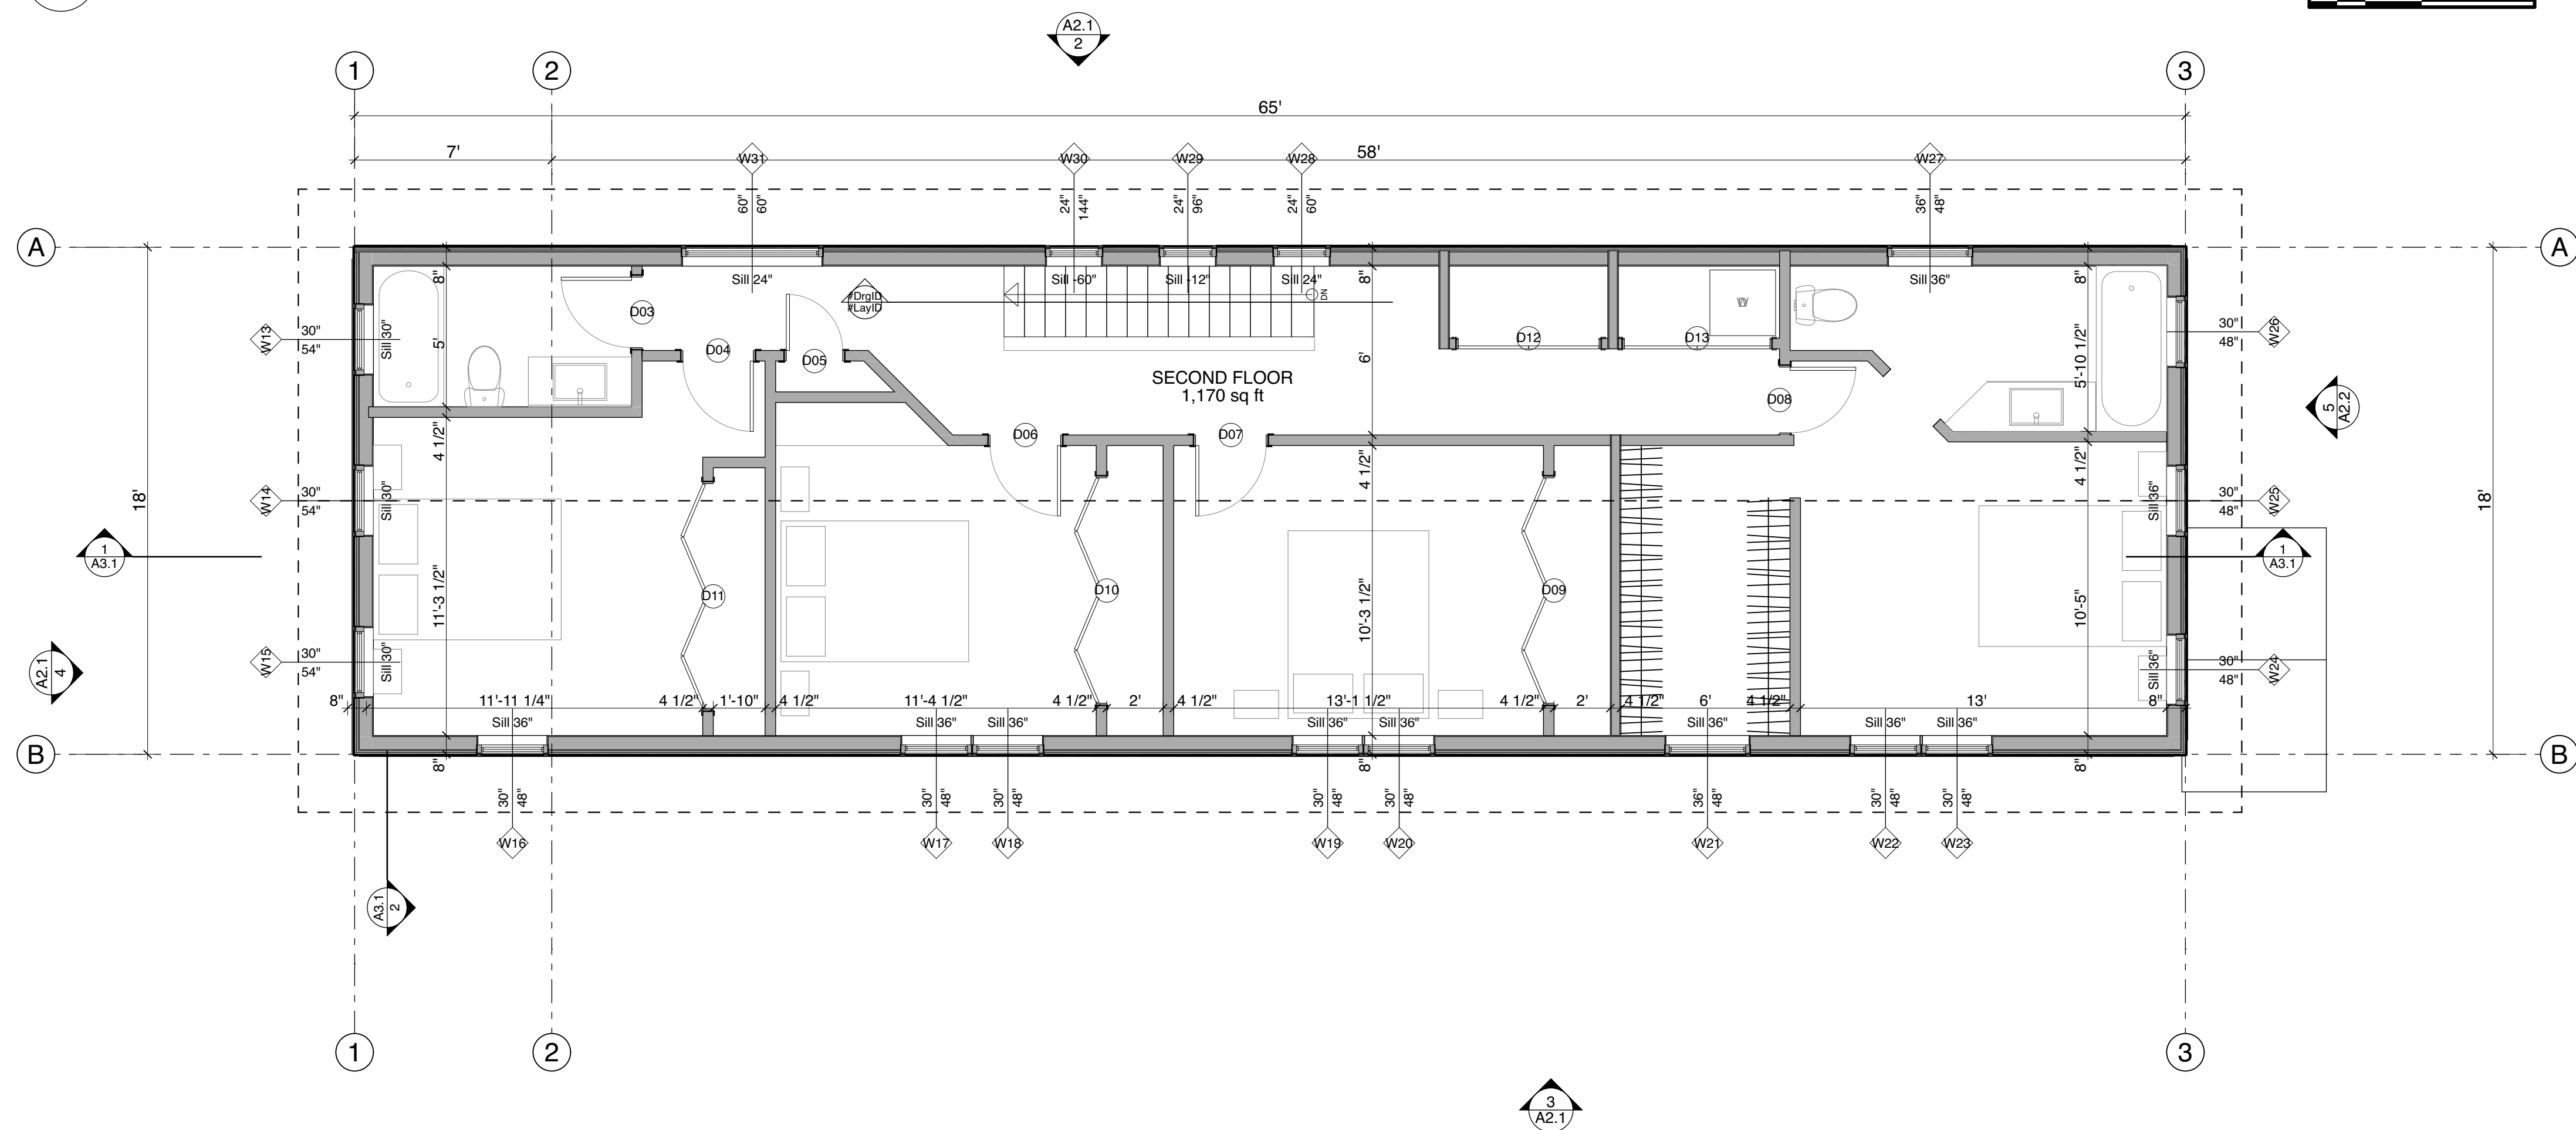 A2.1
2
1
2
3
65'
7'
58'
W31
W30
W29
W28
W27
60"
60"
24"
144"
24"
96"
24"
60"
36"
48"
A
A
8"
Sill 24"
Sill -60"
Sill -12"
Sill 24"
8"
Sill 36"
8"
#DrgID
#LayID
DN
W
D03
D04
D05
D12
D13
W13
30"
54"
Sill 30"
5'
6'
5'-10 1/2"
30"
48"
W26
SECOND FLOOR
1,170 sq ft
D08
5
A2.2
D06
D07
4 1/2"
4 1/2"
4 1/2"
18'
W14
30"
54"
Sill 30"
Sill 36"
30"
48"
W25
18'
1
A3.1
1
A3.1
11'-3 1/2"
D11
D10
10'-3 1/2"
D09
10'-5"
A2.1
4
W15
30"
54"
Sill 30"
Sill 36"
30"
48"
W24
8"
11'-11 1/4"
4 1/2"
1'-10"
4 1/2"
11'-4 1/2"
4 1/2"
2'
4 1/2"
13'-1 1/2"
4 1/2"
2'
4 1/2"
6'
4 1/2"
13'
8"
Sill 36"
Sill 36"
Sill 36"
Sill 36"
Sill 36"
Sill 36"
Sill 36"
Sill 36"
B
8"
8"
8"
B
30"
48"
30"
48"
30"
48"
30"
48"
30"
48"
36"
48"
30"
48"
30"
48"
W16
W17
W18
W19
W20
W21
W22
W23
A3.1
2
1
2
3
3
A2.1